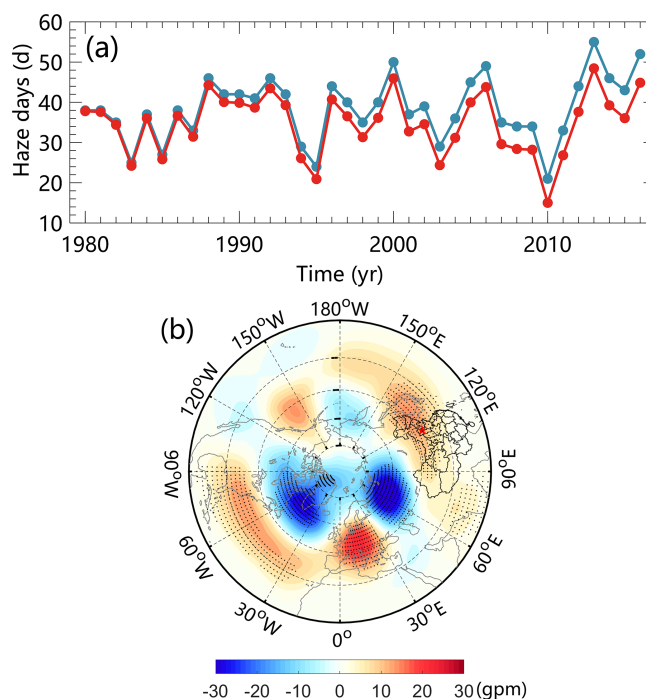 (a)
Haze days (d)
60
50
40
30
20
10
1980
1990
2000
2010
Time (yr)
(b)
180°W
150°W
150°E
120°W
120°E
90°W
90°E
60°W
60°E
30°W
30°E
0°
-30
-20
-10
0
10
20
30
(gpm)